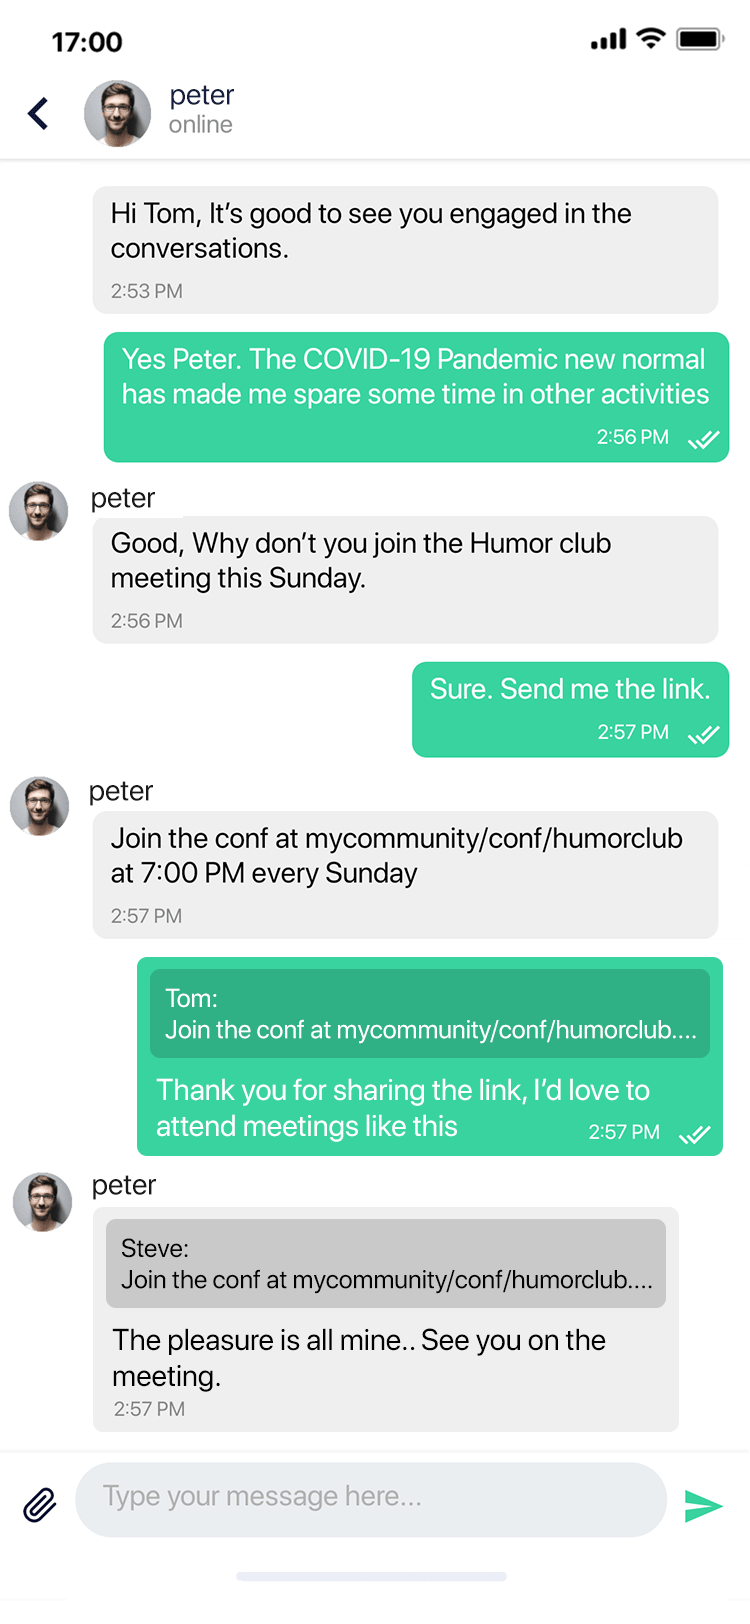 17:00
peter
online
Hi Tom, It’s good to see you engaged in the
conversations.
2:53 PM
Yes Peter. The COVID-19 Pandemic new normal
has made me spare some time in other activities
2:56 PM
peter
Good, Why don’t you join the Humor club
meeting this Sunday.
2:56 PM
Sure. Send me the link.
2:57 PM
peter
Join the conf at mycommunity/conf/humorclub
at 7:00 PM every Sunday
2:57 PM
Tom:
Join the conf at mycommunity/conf/humorclub....
Thank you for sharing the link, I’d love to
attend meetings like this
2:57 PM
peter
Steve:
Join the conf at mycommunity/conf/humorclub....
The pleasure is all mine.. See you on the
meeting.
2:57 PM
Type your message here...